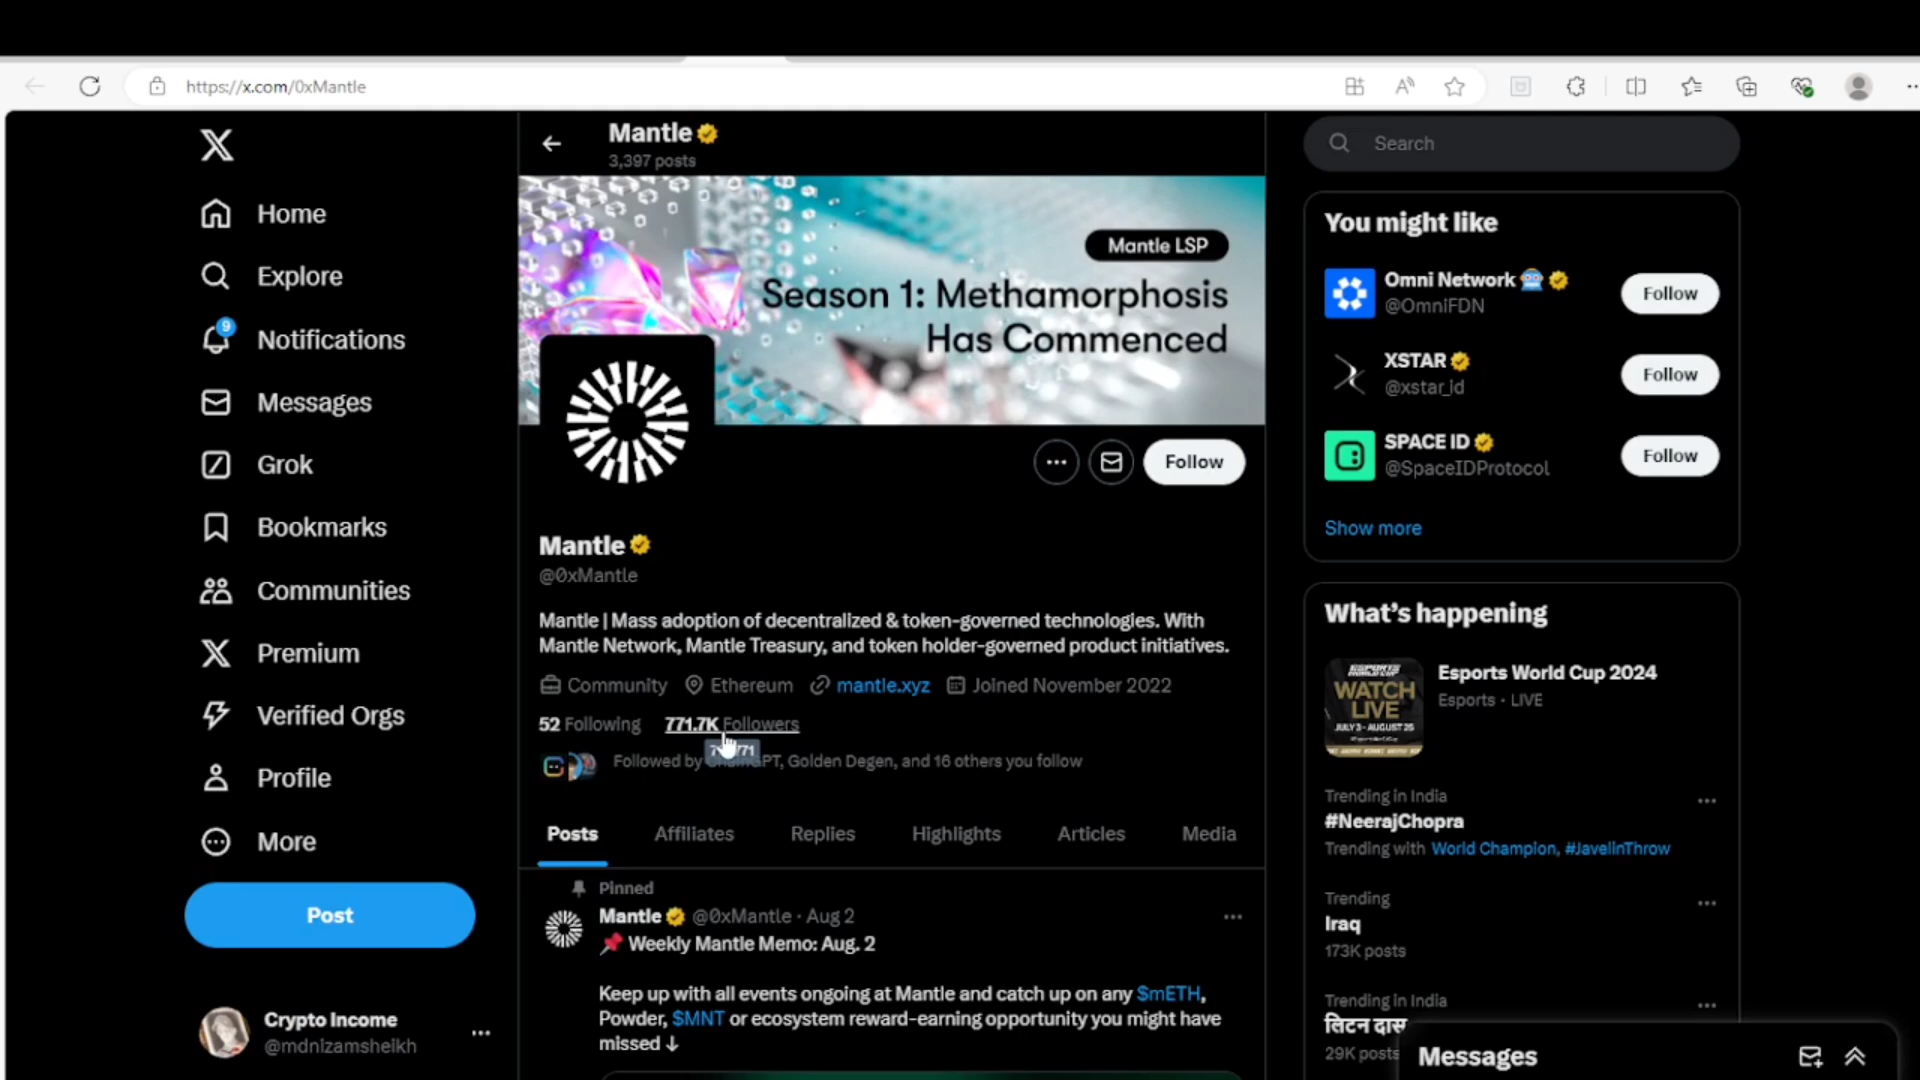 https://x.com/0xMantle
Mantle
3,397 posts
Search
Home
Explore
9
Notifications
Messages
Grok
Bookmarks
Communities
Premium
Verified Orgs
Profile
More
Post
Crypto Income
@mdnizamsheikh
Mantle LSP
Season 1: Methamorphosis
Has Commenced
Follow
Mantle
@0xMantle
Mantle | Mass adoption of decentralized & token-governed technologies. With
Mantle Network, Mantle Treasury, and token holder-governed product initiatives.
Community Ethereum mantle.xyz Joined November 2022
52 Following 771.7K Followers
Followed by GPT, Golden Degen, and 16 others you follow
Posts Affiliates Replies Highlights Articles Media
Pinned
Mantle @0xMantle · Aug 2
📌 Weekly Mantle Memo: Aug. 2
Keep up with all events ongoing at Mantle and catch up on any $mETH,
Powder, $MNT or ecosystem reward-earning opportunity you might have
missed ↓
You might like
Omni Network
@OmniFDN
Follow
XSTAR
@xstar_id
Follow
SPACE ID
@SpaceIDProtocol
Follow
Show more
What's happening
WATCH
LIVE
JULY 3 - AUGUST 25
Esports World Cup 2024
Esports · LIVE
Trending in India
#NeerajChopra
Trending with World Champion, #JavelinThrow
Trending
Iraq
173K posts
Trending in India
लिटन दास
29K posts
Messages